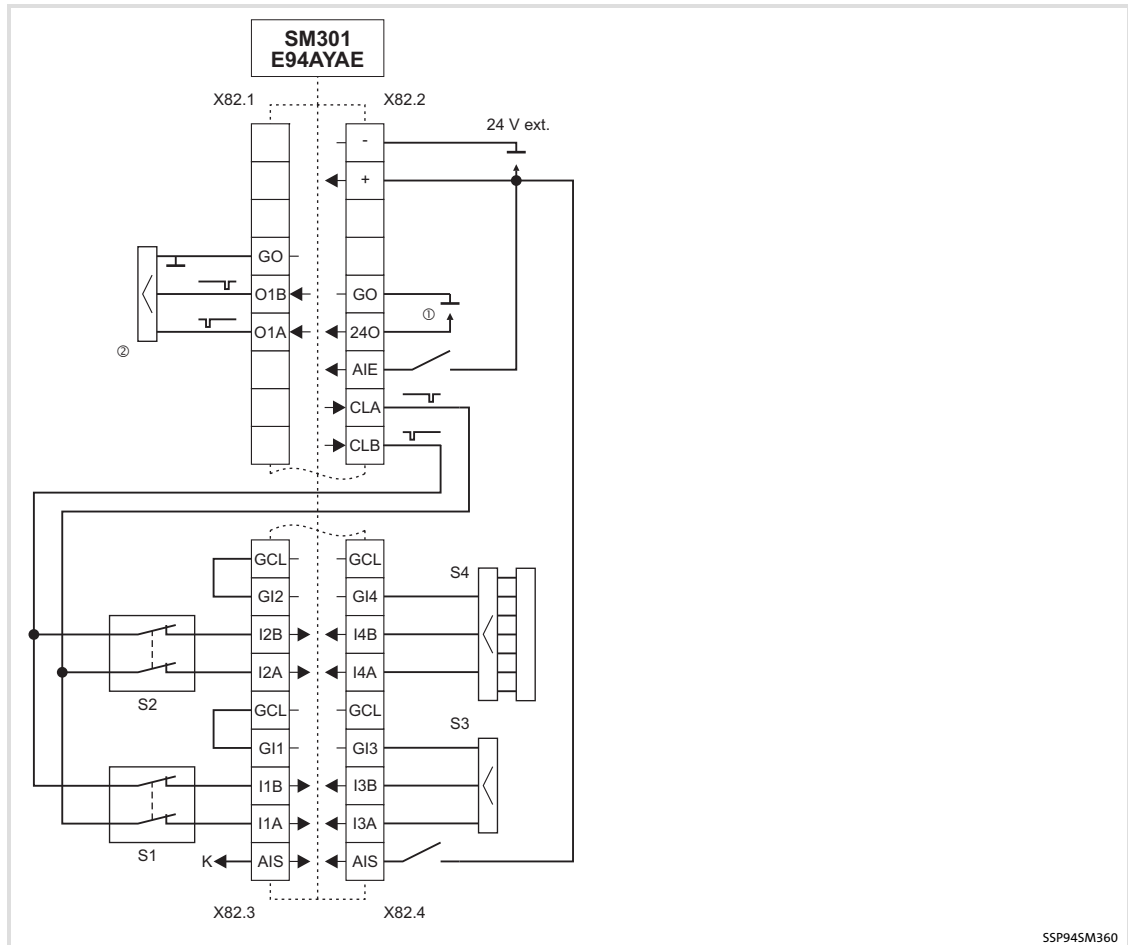 SM301
E94AYAE
X82.1
X82.2
24 V ext.
-
+
GO
O1B
GO
①
O1A
24O
②
AIE
CLA
CLB
GCL
GCL
S4
GI2
GI4
I2B
I4B
I2A
I4A
S2
GCL
GCL
S3
GI1
GI3
I1B
I3B
I1A
I3A
S1
K
AIS
AIS
X82.3
X82.4
SSP94SM360